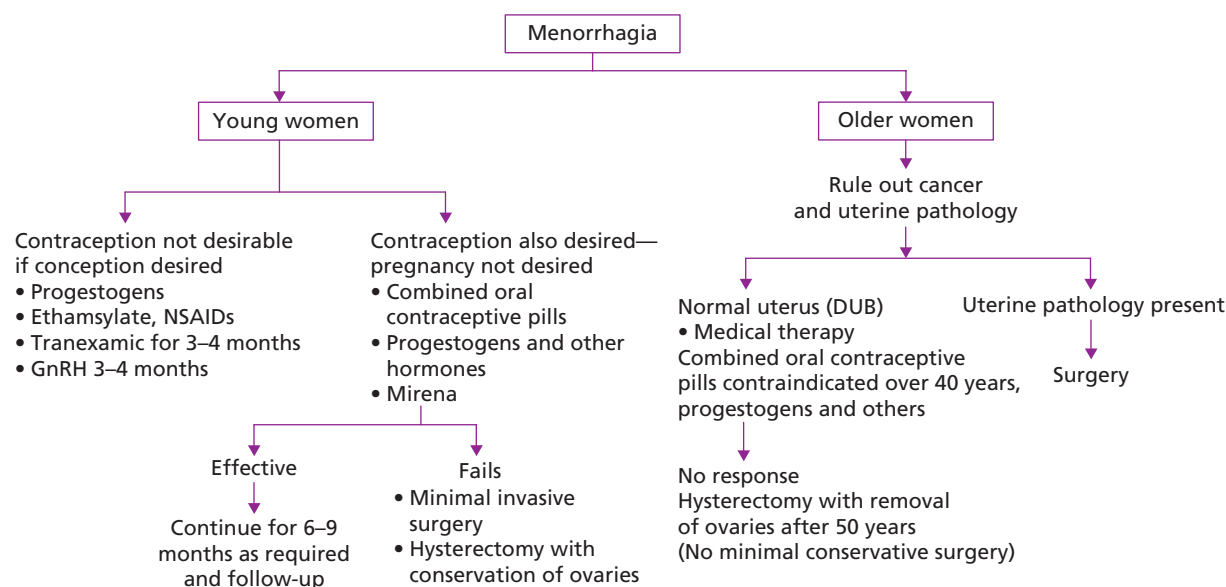 Menorrhagia
Young women
Older women
Rule out cancer
and uterine pathology
Contraception not desirable
if conception desired
• Progestogens
• Ethamsylate, NSAIDs
• Tranexamic for 3–4 months
• GnRH 3–4 months
Contraception also desired—
pregnancy not desired
• Combined oral
contraceptive pills
• Progestogens and other
hormones
• Mirena
Normal uterus (DUB)
• Medical therapy
Combined oral contraceptive
pills contraindicated over 40 years,
progestogens and others
Uterine pathology present
Surgery
Effective
Continue for 6–9
months as required
and follow-up
Fails
• Minimal invasive
surgery
• Hysterectomy with
conservation of ovaries
No response
Hysterectomy with removal
of ovaries after 50 years
(No minimal conservative surgery)